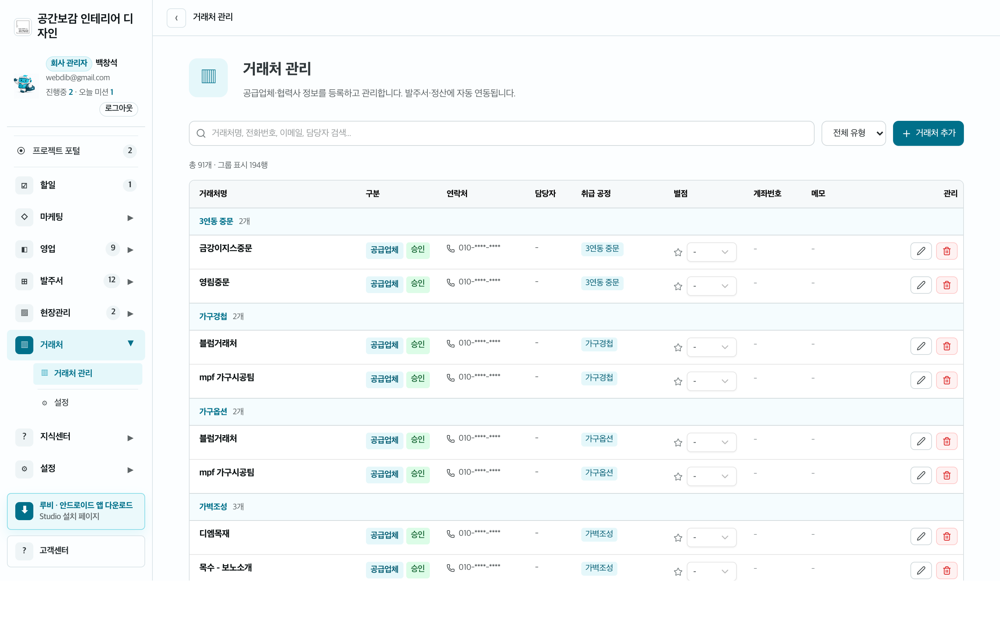 공간보감 인테리어 디
자인
공간보감
회사 관리자 백창석
webdib@gmail.com
진행중 2 · 오늘 미션 1
로그아웃
프로젝트 포털 2
할일 1
마케팅
영업 9
발주서 12
현장관리 2
거래처
거래처 관리
설정
? 지식센터
설정
루비 · 안드로이드 앱 다운로드
Studio 설치 페이지
? 고객센터
‹ 거래처 관리
거래처 관리
공급업체·협력사 정보를 등록하고 관리합니다. 발주서·정산에 자동 연동됩니다.
거래처명, 전화번호, 이메일, 담당자 검색...
전체 유형
+ 거래처 추가
총 91개 · 그룹 표시 194행
거래처명 구분 연락처 담당자 취급 공정 별점 계좌번호 메모 관리
3연동 중문 2개
금강이지스중문 공급업체 승인 010-****-**** - 3연동 중문 - - -
영림중문 공급업체 승인 010-****-**** - 3연동 중문 - - -
가구경첩 2개
블럼거래처 공급업체 승인 010-****-**** - 가구경첩 - - -
mpf 가구시공팀 공급업체 승인 010-****-**** - 가구경첩 - - -
가구옵션 2개
블럼거래처 공급업체 승인 010-****-**** - 가구옵션 - - -
mpf 가구시공팀 공급업체 승인 010-****-**** - 가구옵션 - - -
가벽조성 3개
디엠목재 공급업체 승인 010-****-**** - 가벽조성 - - -
목수 - 보노소개 공급업체 승인 010-****-**** - 가벽조성 - - -